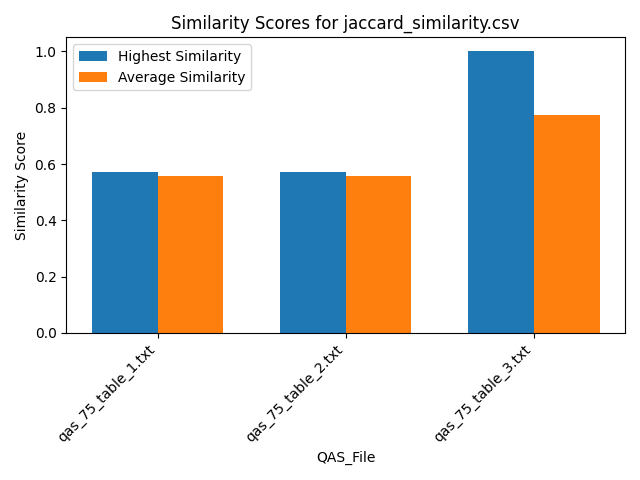 Similarity Scores for jaccard_similarity.csv
Highest Similarity
Average Similarity
Similarity Score
1.0
0.8
0.6
0.4
0.2
0.0
qas_75_table_1.txt
qas_75_table_2.txt
qas_75_table_3.txt
QAS_File